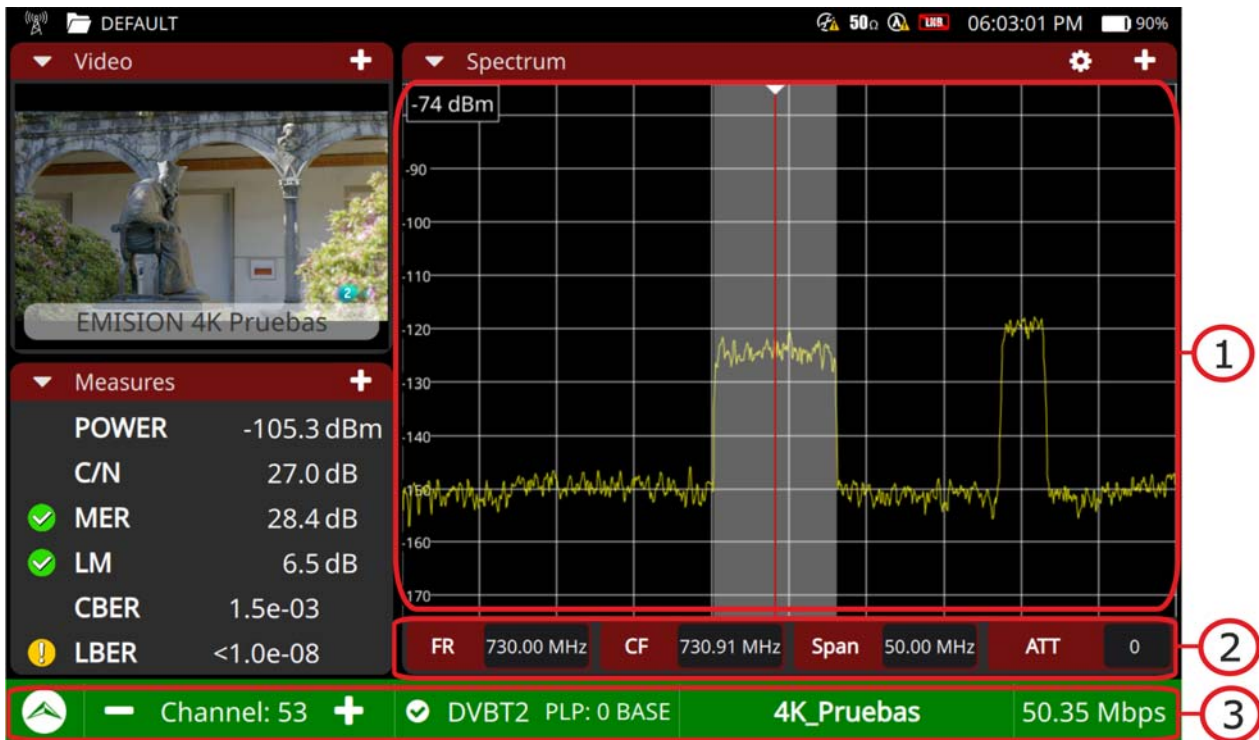 DEFAULT
50Ω
LNB
06:03:01 PM
90%
Video
EMISION 4K Pruebas
2
Measures
POWER -105.3 dBm
C/N 27.0 dB
MER 28.4 dB
LM 6.5 dB
CBER 1.5e-03
LBER <1.0e-08
Spectrum
-74 dBm
-90
-100
-110
-120
-130
-140
-150
-160
-170
1
FR 730.00 MHz CF 730.91 MHz Span 50.00 MHz ATT 0
2
Channel: 53 DVBT2 PLP: 0 BASE 4K_Pruebas 50.35 Mbps
3